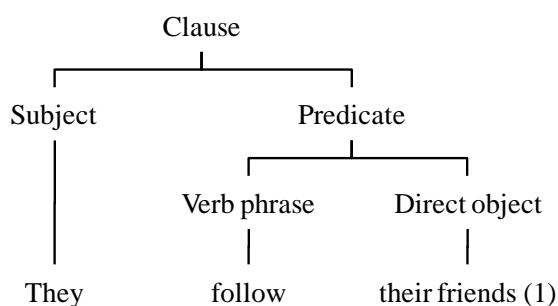 Clause
Subject Predicate
Verb phrase Direct object
They follow their friends (1)